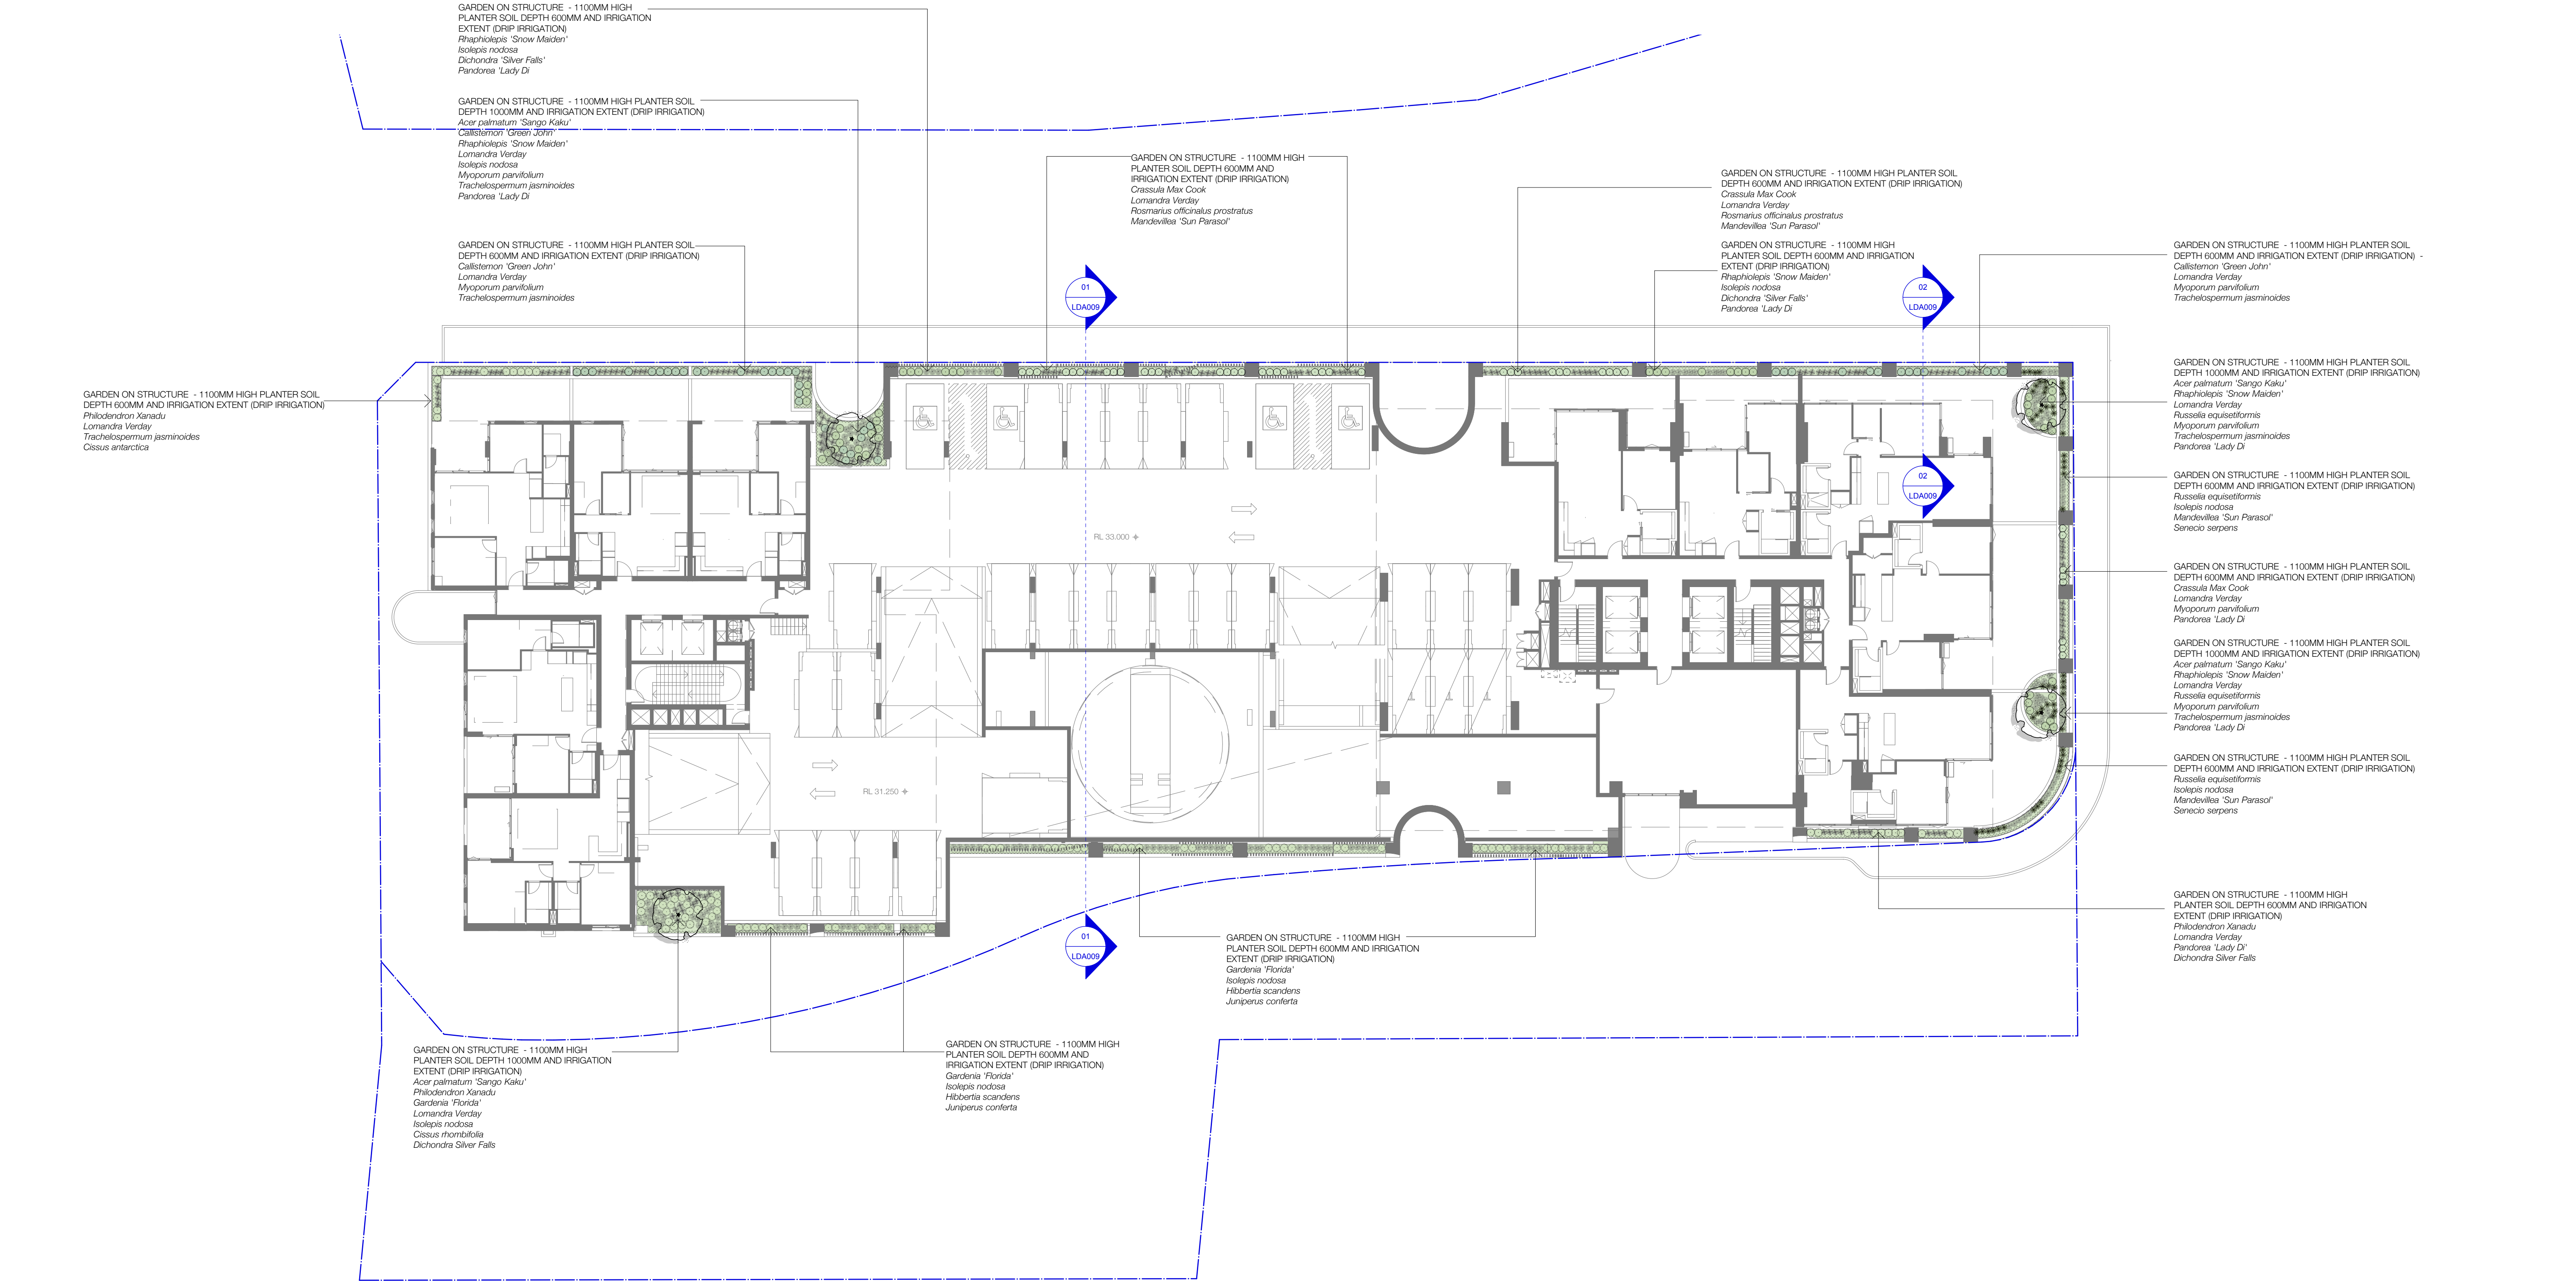 GARDEN ON STRUCTURE - 1100MM HIGH
PLANTER SOIL DEPTH 600MM AND IRRIGATION
EXTENT (DRIP IRRIGATION)
Rhaphiolepis 'Snow Maiden'
Isolepis nodosa
Dichondra 'Silver Falls'
Pandorea 'Lady Di
GARDEN ON STRUCTURE - 1100MM HIGH PLANTER SOIL
DEPTH 1000MM AND IRRIGATION EXTENT (DRIP IRRIGATION)
Acer palmatum 'Sango Kaku'
Callistemon 'Green John'
Rhaphiolepis 'Snow Maiden'
Lomandra Verday
Isolepis nodosa
Myoporum parvifolium
Trachelospermum jasminoides
Pandorea 'Lady Di
GARDEN ON STRUCTURE - 1100MM HIGH PLANTER SOIL
DEPTH 600MM AND IRRIGATION EXTENT (DRIP IRRIGATION)
Callistemon 'Green John'
Lomandra Verday
Myoporum parvifolium
Trachelospermum jasminoides
GARDEN ON STRUCTURE - 1100MM HIGH
PLANTER SOIL DEPTH 600MM AND
IRRIGATION EXTENT (DRIP IRRIGATION)
Crassula Max Cook
Lomandra Verday
Rosmarius officinalus prostratus
Mandevillea 'Sun Parasol'
GARDEN ON STRUCTURE - 1100MM HIGH PLANTER SOIL
DEPTH 600MM AND IRRIGATION EXTENT (DRIP IRRIGATION)
Crassula Max Cook
Lomandra Verday
Rosmarius officinalus prostratus
Mandevillea 'Sun Parasol'
GARDEN ON STRUCTURE - 1100MM HIGH
PLANTER SOIL DEPTH 600MM AND IRRIGATION
EXTENT (DRIP IRRIGATION)
Rhaphiolepis 'Snow Maiden'
Isolepis nodosa
Dichondra 'Silver Falls'
Pandorea 'Lady Di
GARDEN ON STRUCTURE - 1100MM HIGH PLANTER SOIL
DEPTH 600MM AND IRRIGATION EXTENT (DRIP IRRIGATION) -
Callistemon 'Green John'
Lomandra Verday
Myoporum parvifolium
Trachelospermum jasminoides
01
LDA009
02
LDA009
GARDEN ON STRUCTURE - 1100MM HIGH PLANTER SOIL
DEPTH 600MM AND IRRIGATION EXTENT (DRIP IRRIGATION)
Philodendron Xanadu
Lomandra Verday
Trachelospermum jasminoides
Cissus antarctica
GARDEN ON STRUCTURE - 1100MM HIGH PLANTER SOIL
DEPTH 1000MM AND IRRIGATION EXTENT (DRIP IRRIGATION)
Acer palmatum 'Sango Kaku'
Rhaphiolepis 'Snow Maiden'
Lomandra Verday
Russelia equisetiformis
Myoporum parvifolium
Trachelospermum jasminoides
Pandorea 'Lady Di
02
LDA009
GARDEN ON STRUCTURE - 1100MM HIGH PLANTER SOIL
DEPTH 600MM AND IRRIGATION EXTENT (DRIP IRRIGATION)
Russelia equisetiformis
Isolepis nodosa
Mandevillea 'Sun Parasol'
Senecio serpens
RL 33.000
GARDEN ON STRUCTURE - 1100MM HIGH PLANTER SOIL
DEPTH 600MM AND IRRIGATION EXTENT (DRIP IRRIGATION)
Crassula Max Cook
Lomandra Verday
Myoporum parvifolium
Pandorea 'Lady Di
GARDEN ON STRUCTURE - 1100MM HIGH PLANTER SOIL
DEPTH 1000MM AND IRRIGATION EXTENT (DRIP IRRIGATION)
Acer palmatum 'Sango Kaku'
Rhaphiolepis 'Snow Maiden'
Lomandra Verday
Russelia equisetiformis
Myoporum parvifolium
Trachelospermum jasminoides
Pandorea 'Lady Di
GARDEN ON STRUCTURE - 1100MM HIGH PLANTER SOIL
DEPTH 600MM AND IRRIGATION EXTENT (DRIP IRRIGATION)
Russelia equisetiformis
Isolepis nodosa
Mandevillea 'Sun Parasol'
Senecio serpens
RL 31.250
GARDEN ON STRUCTURE - 1100MM HIGH
PLANTER SOIL DEPTH 600MM AND IRRIGATION
EXTENT (DRIP IRRIGATION)
Philodendron Xanadu
Lomandra Verday
Pandorea 'Lady Di'
Dichondra Silver Falls
01
LDA009
GARDEN ON STRUCTURE - 1100MM HIGH
PLANTER SOIL DEPTH 600MM AND IRRIGATION
EXTENT (DRIP IRRIGATION)
Gardenia 'Florida'
Isolepis nodosa
Hibbertia scandens
Juniperus conferta
GARDEN ON STRUCTURE - 1100MM HIGH
PLANTER SOIL DEPTH 1000MM AND IRRIGATION
EXTENT (DRIP IRRIGATION)
Acer palmatum 'Sango Kaku'
Philodendron Xanadu
Gardenia 'Florida'
Lomandra Verday
Isolepis nodosa
Cissus rhombifolia
Dichondra Silver Falls
GARDEN ON STRUCTURE - 1100MM HIGH
PLANTER SOIL DEPTH 600MM AND
IRRIGATION EXTENT (DRIP IRRIGATION)
Gardenia 'Florida'
Isolepis nodosa
Hibbertia scandens
Juniperus conferta